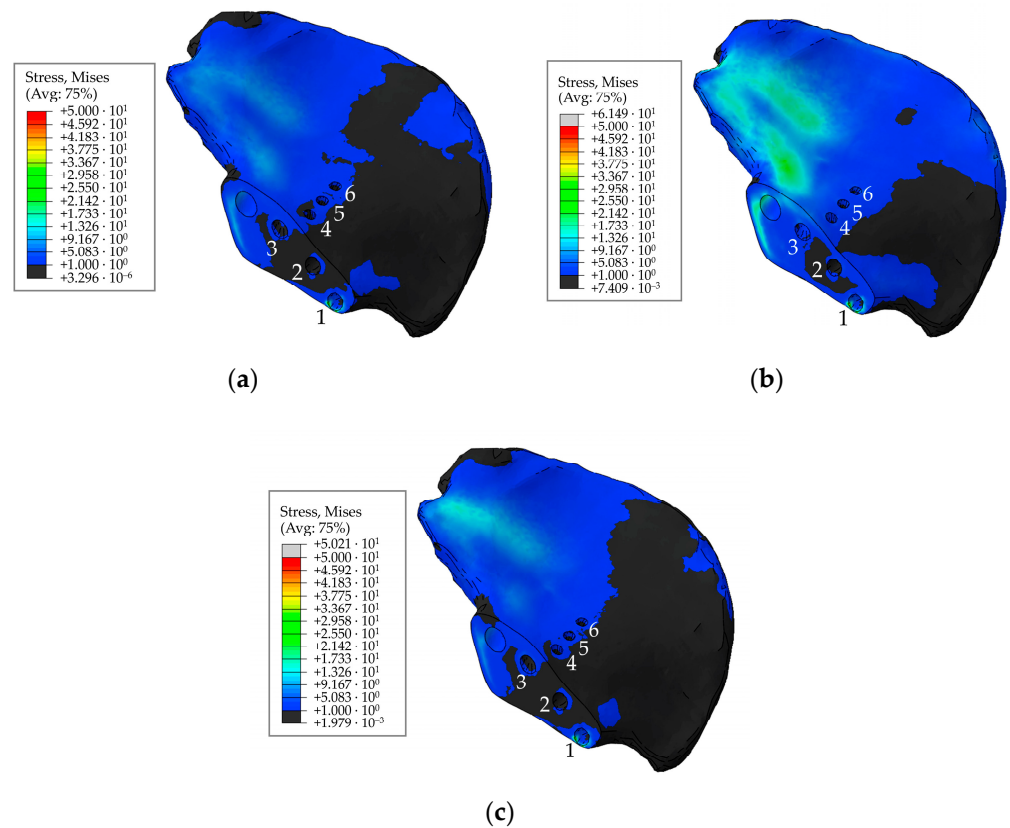 Stress, Mises
(Avg: 75%)
+5.000 · 10¹
+4.592 · 10¹
+4.183 · 10¹
+3.775 · 10¹
+3.367 · 10¹
+2.958 · 10¹
+2.550 · 10¹
+2.142 · 10¹
+1.733 · 10¹
+1.326 · 10¹
+9.167 · 10⁰
+5.083 · 10⁰
+1.000 · 10⁰
+3.296 · 10⁻⁶
6
5
4
3
2
1
(a)
Stress, Mises
(Avg: 75%)
+6.149 · 10¹
+5.000 · 10¹
+4.592 · 10¹
+4.183 · 10¹
+3.775 · 10¹
+3.367 · 10¹
+2.958 · 10¹
+2.550 · 10¹
+2.142 · 10¹
+1.733 · 10¹
+1.326 · 10¹
+9.167 · 10⁰
+5.083 · 10⁰
+1.000 · 10⁰
+7.409 · 10⁻³
6
5
4
3
2
1
(b)
Stress, Mises
(Avg: 75%)
+5.021 · 10¹
+5.000 · 10¹
+4.592 · 10¹
+4.183 · 10¹
+3.775 · 10¹
+3.367 · 10¹
+2.958 · 10¹
+2.550 · 10¹
+2.142 · 10¹
+1.733 · 10¹
+1.326 · 10¹
+9.167 · 10⁰
+5.083 · 10⁰
+1.000 · 10⁰
+1.979 · 10⁻³
6
5
4
3
2
1
(c)